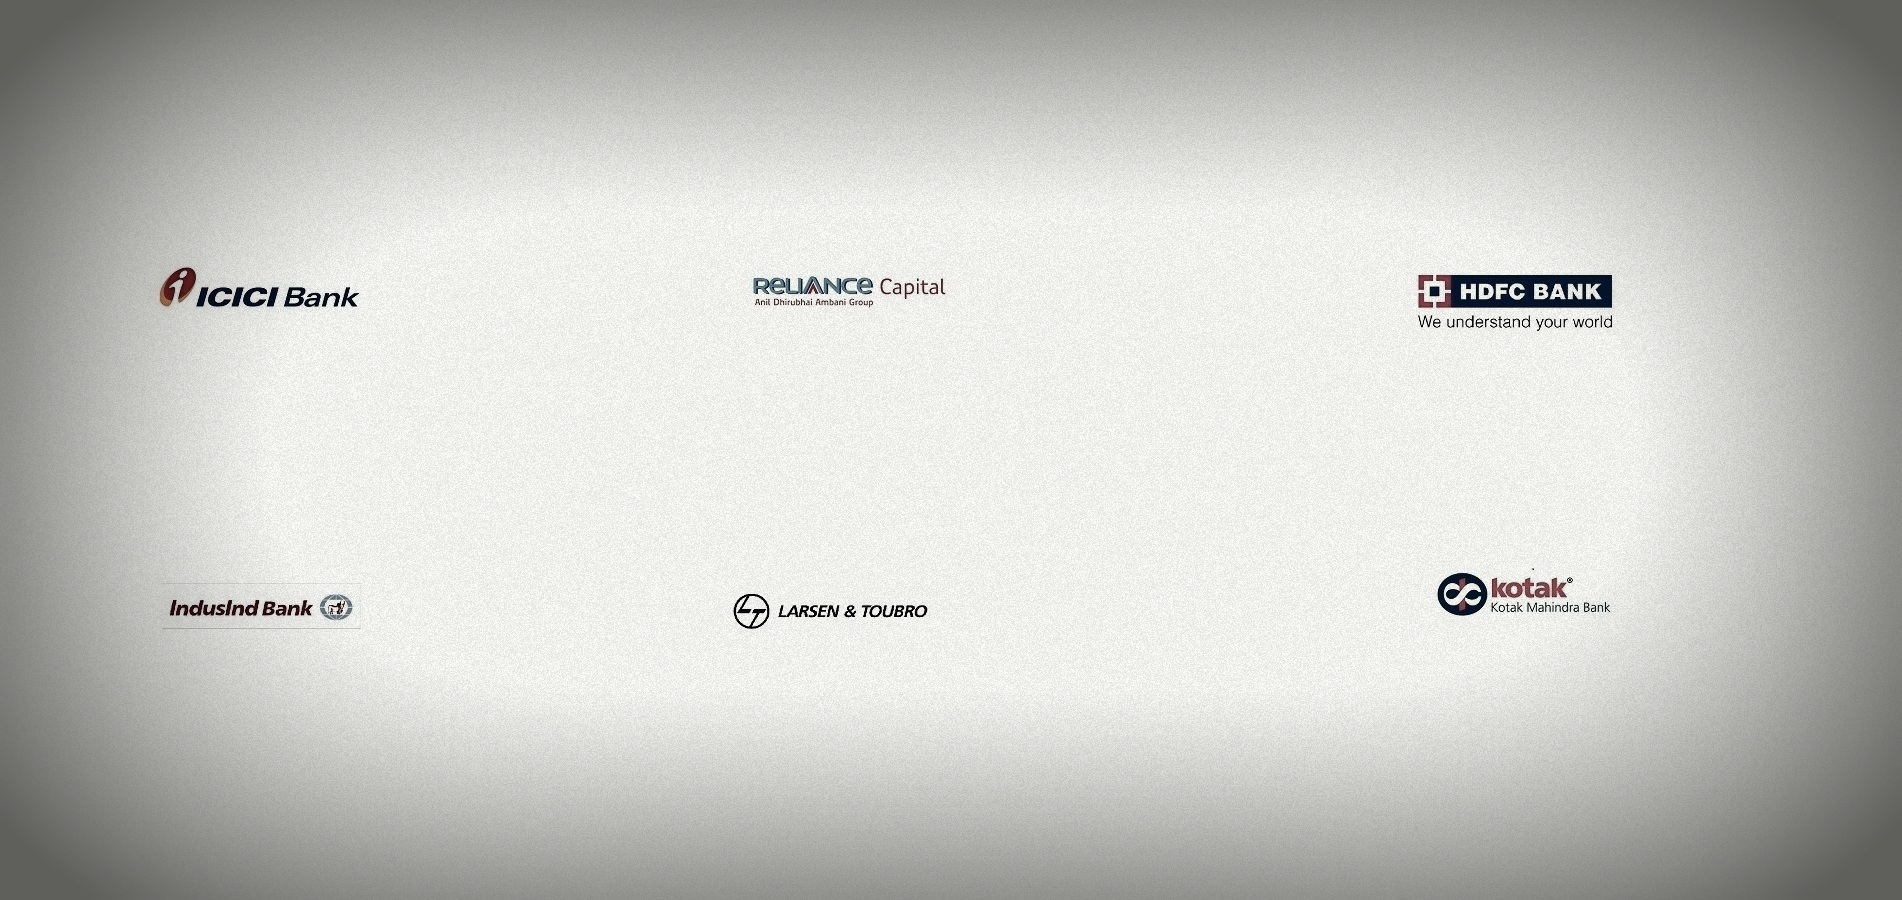 ICICI Bank
RELIANCE Capital
Anil Dhirubhai Ambani Group
HDFC BANK
We understand your world
IndusInd Bank
LARSEN & TOUBRO
kotak®
Kotak Mahindra Bank